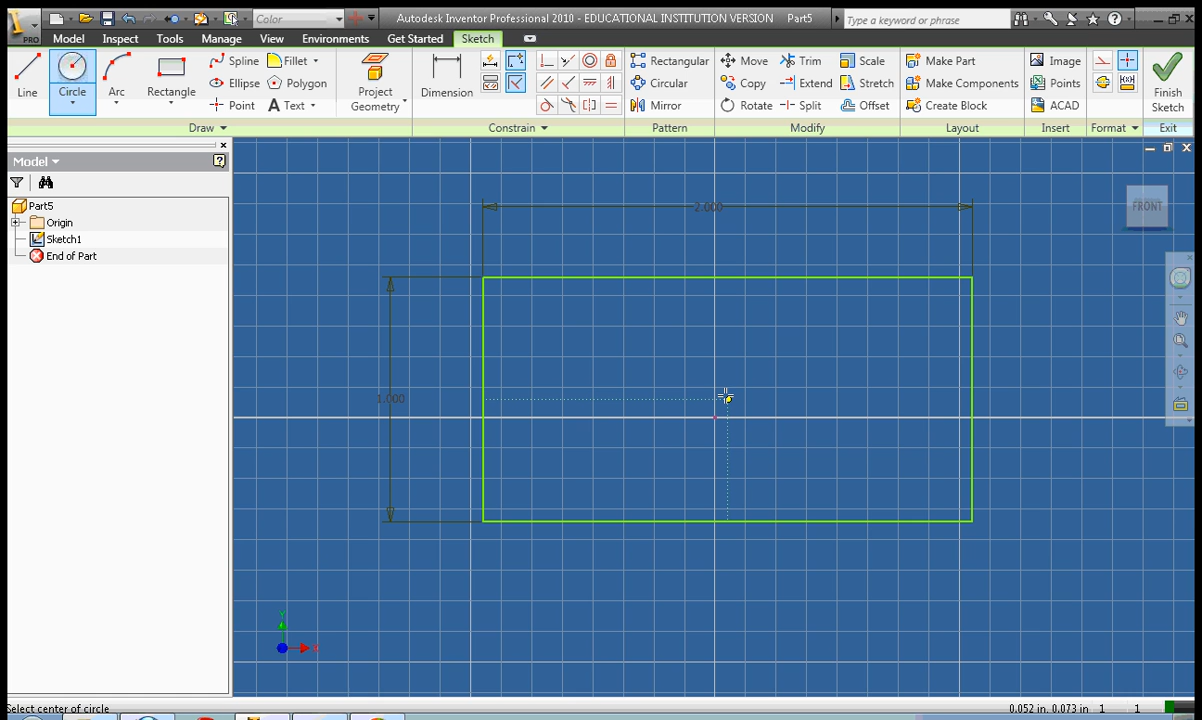 Color
Autodesk Inventor Professional 2010 - EDUCATIONAL INSTITUTION VERSION Part5
Type a keyword or phrase
PRO
Model Inspect Tools Manage View Environments Get Started Sketch
Line
Circle
Arc
Rectangle
Spline
Ellipse
Point
Fillet
Polygon
Text
Project
Geometry
Dimension
Rectangular
Circular
Mirror
Move
Copy
Rotate
Trim
Extend
Split
Scale
Stretch
Offset
Make Part
Make Components
Create Block
Image
Points
ACAD
Finish
Sketch
Draw Constrain Pattern Modify Layout Insert Format Exit
Model
Part5
Origin
Sketch1
End of Part
2.000
FRONT
1.000
Y
X
Select center of circle
0.052 in. 0.073 in 1 1